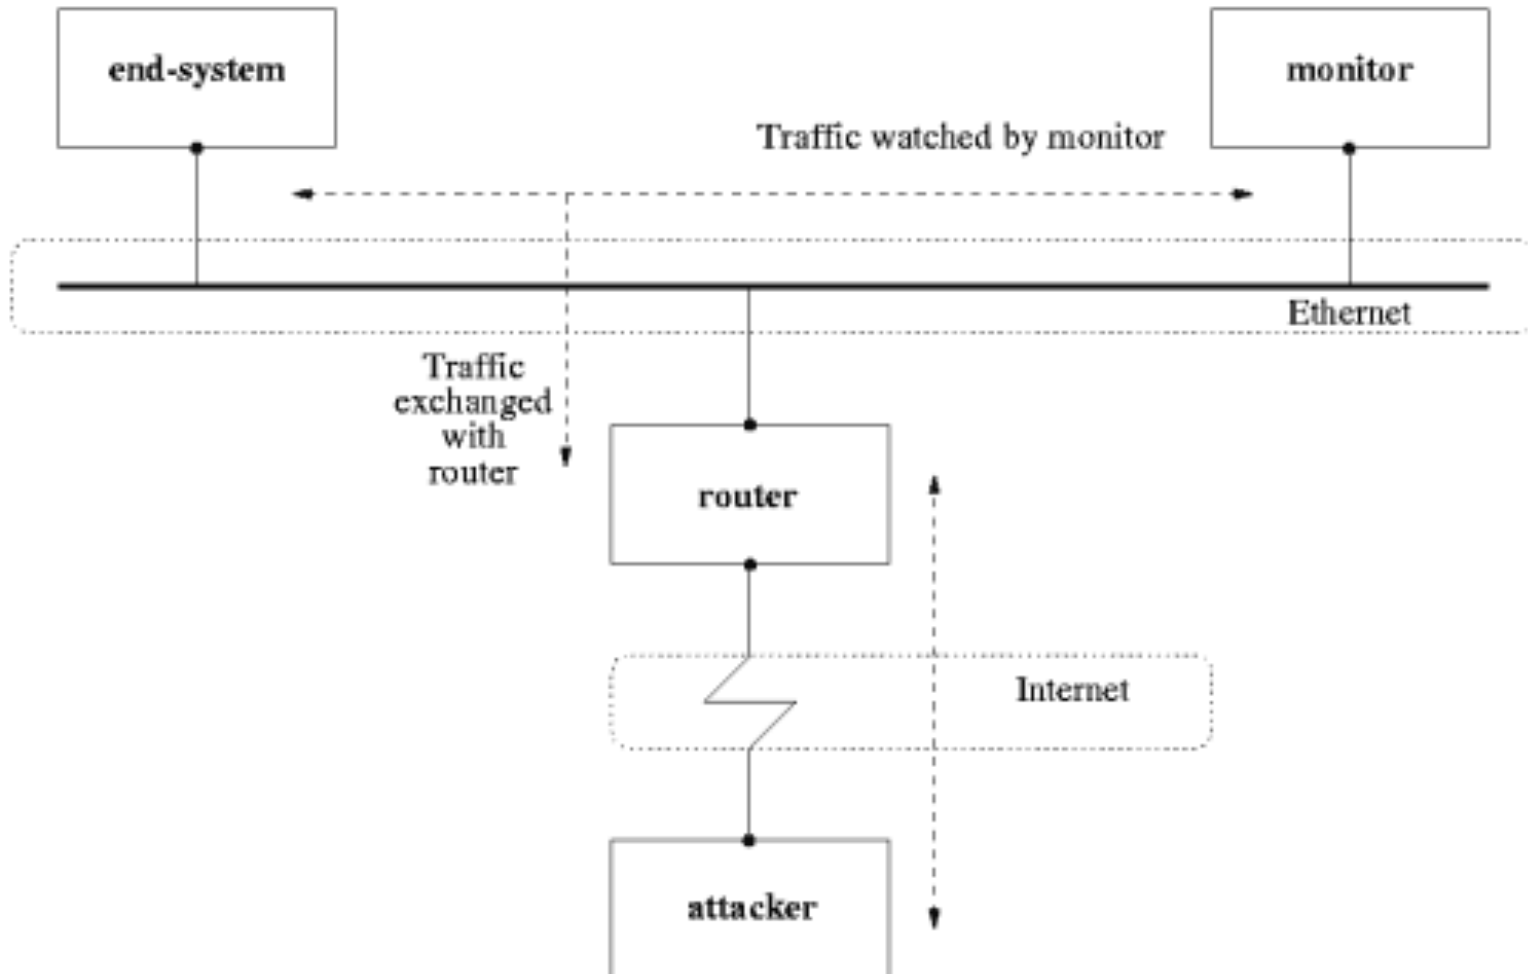 end-system
monitor
Traffic watched by monitor
Ethernet
Traffic
exchanged
with
router
router
Internet
attacker